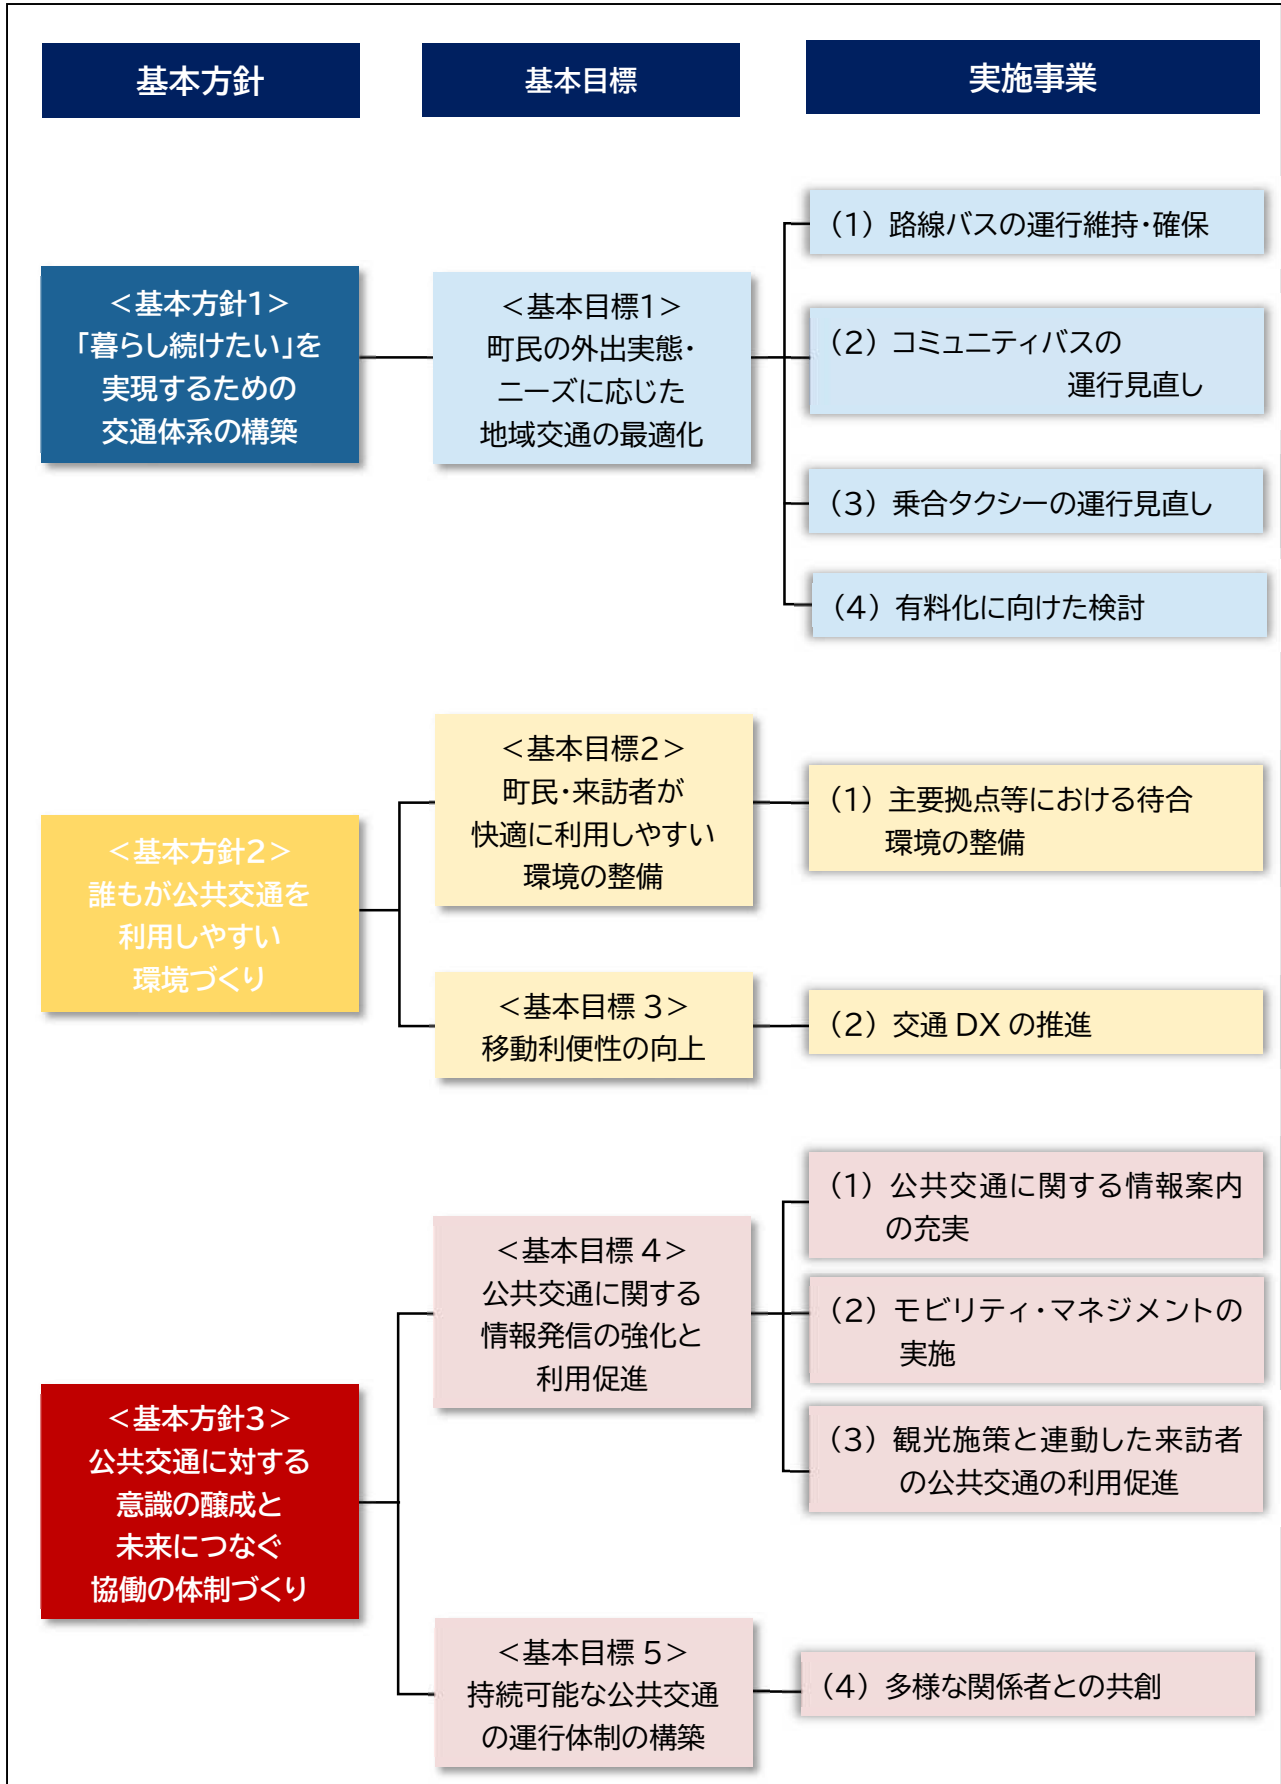 基本方針
基本目標
実施事業
＜基本方針1＞
「暮らし続けたい」を
実現するための
交通体系の構築
＜基本目標1＞
町民の外出実態・
ニーズに応じた
地域交通の最適化
（1）路線バスの運行維持・確保
（2）コミュニティバスの
運行見直し
（3）乗合タクシーの運行見直し
（4）有料化に向けた検討
＜基本方針2＞
誰もが公共交通を
利用しやすい
環境づくり
＜基本目標2＞
町民・来訪者が
快適に利用しやすい
環境の整備
（1）主要拠点等における待合
環境の整備
＜基本目標 3＞
移動利便性の向上
（2）交通 DX の推進
＜基本方針3＞
公共交通に対する
意識の醸成と
未来につなぐ
協働の体制づくり
＜基本目標 4＞
公共交通に関する
情報発信の強化と
利用促進
（1）公共交通に関する情報案内
の充実
（2）モビリティ・マネジメントの
実施
（3）観光施策と連動した来訪者
の公共交通の利用促進
＜基本目標 5＞
持続可能な公共交通
の運行体制の構築
（4）多様な関係者との共創